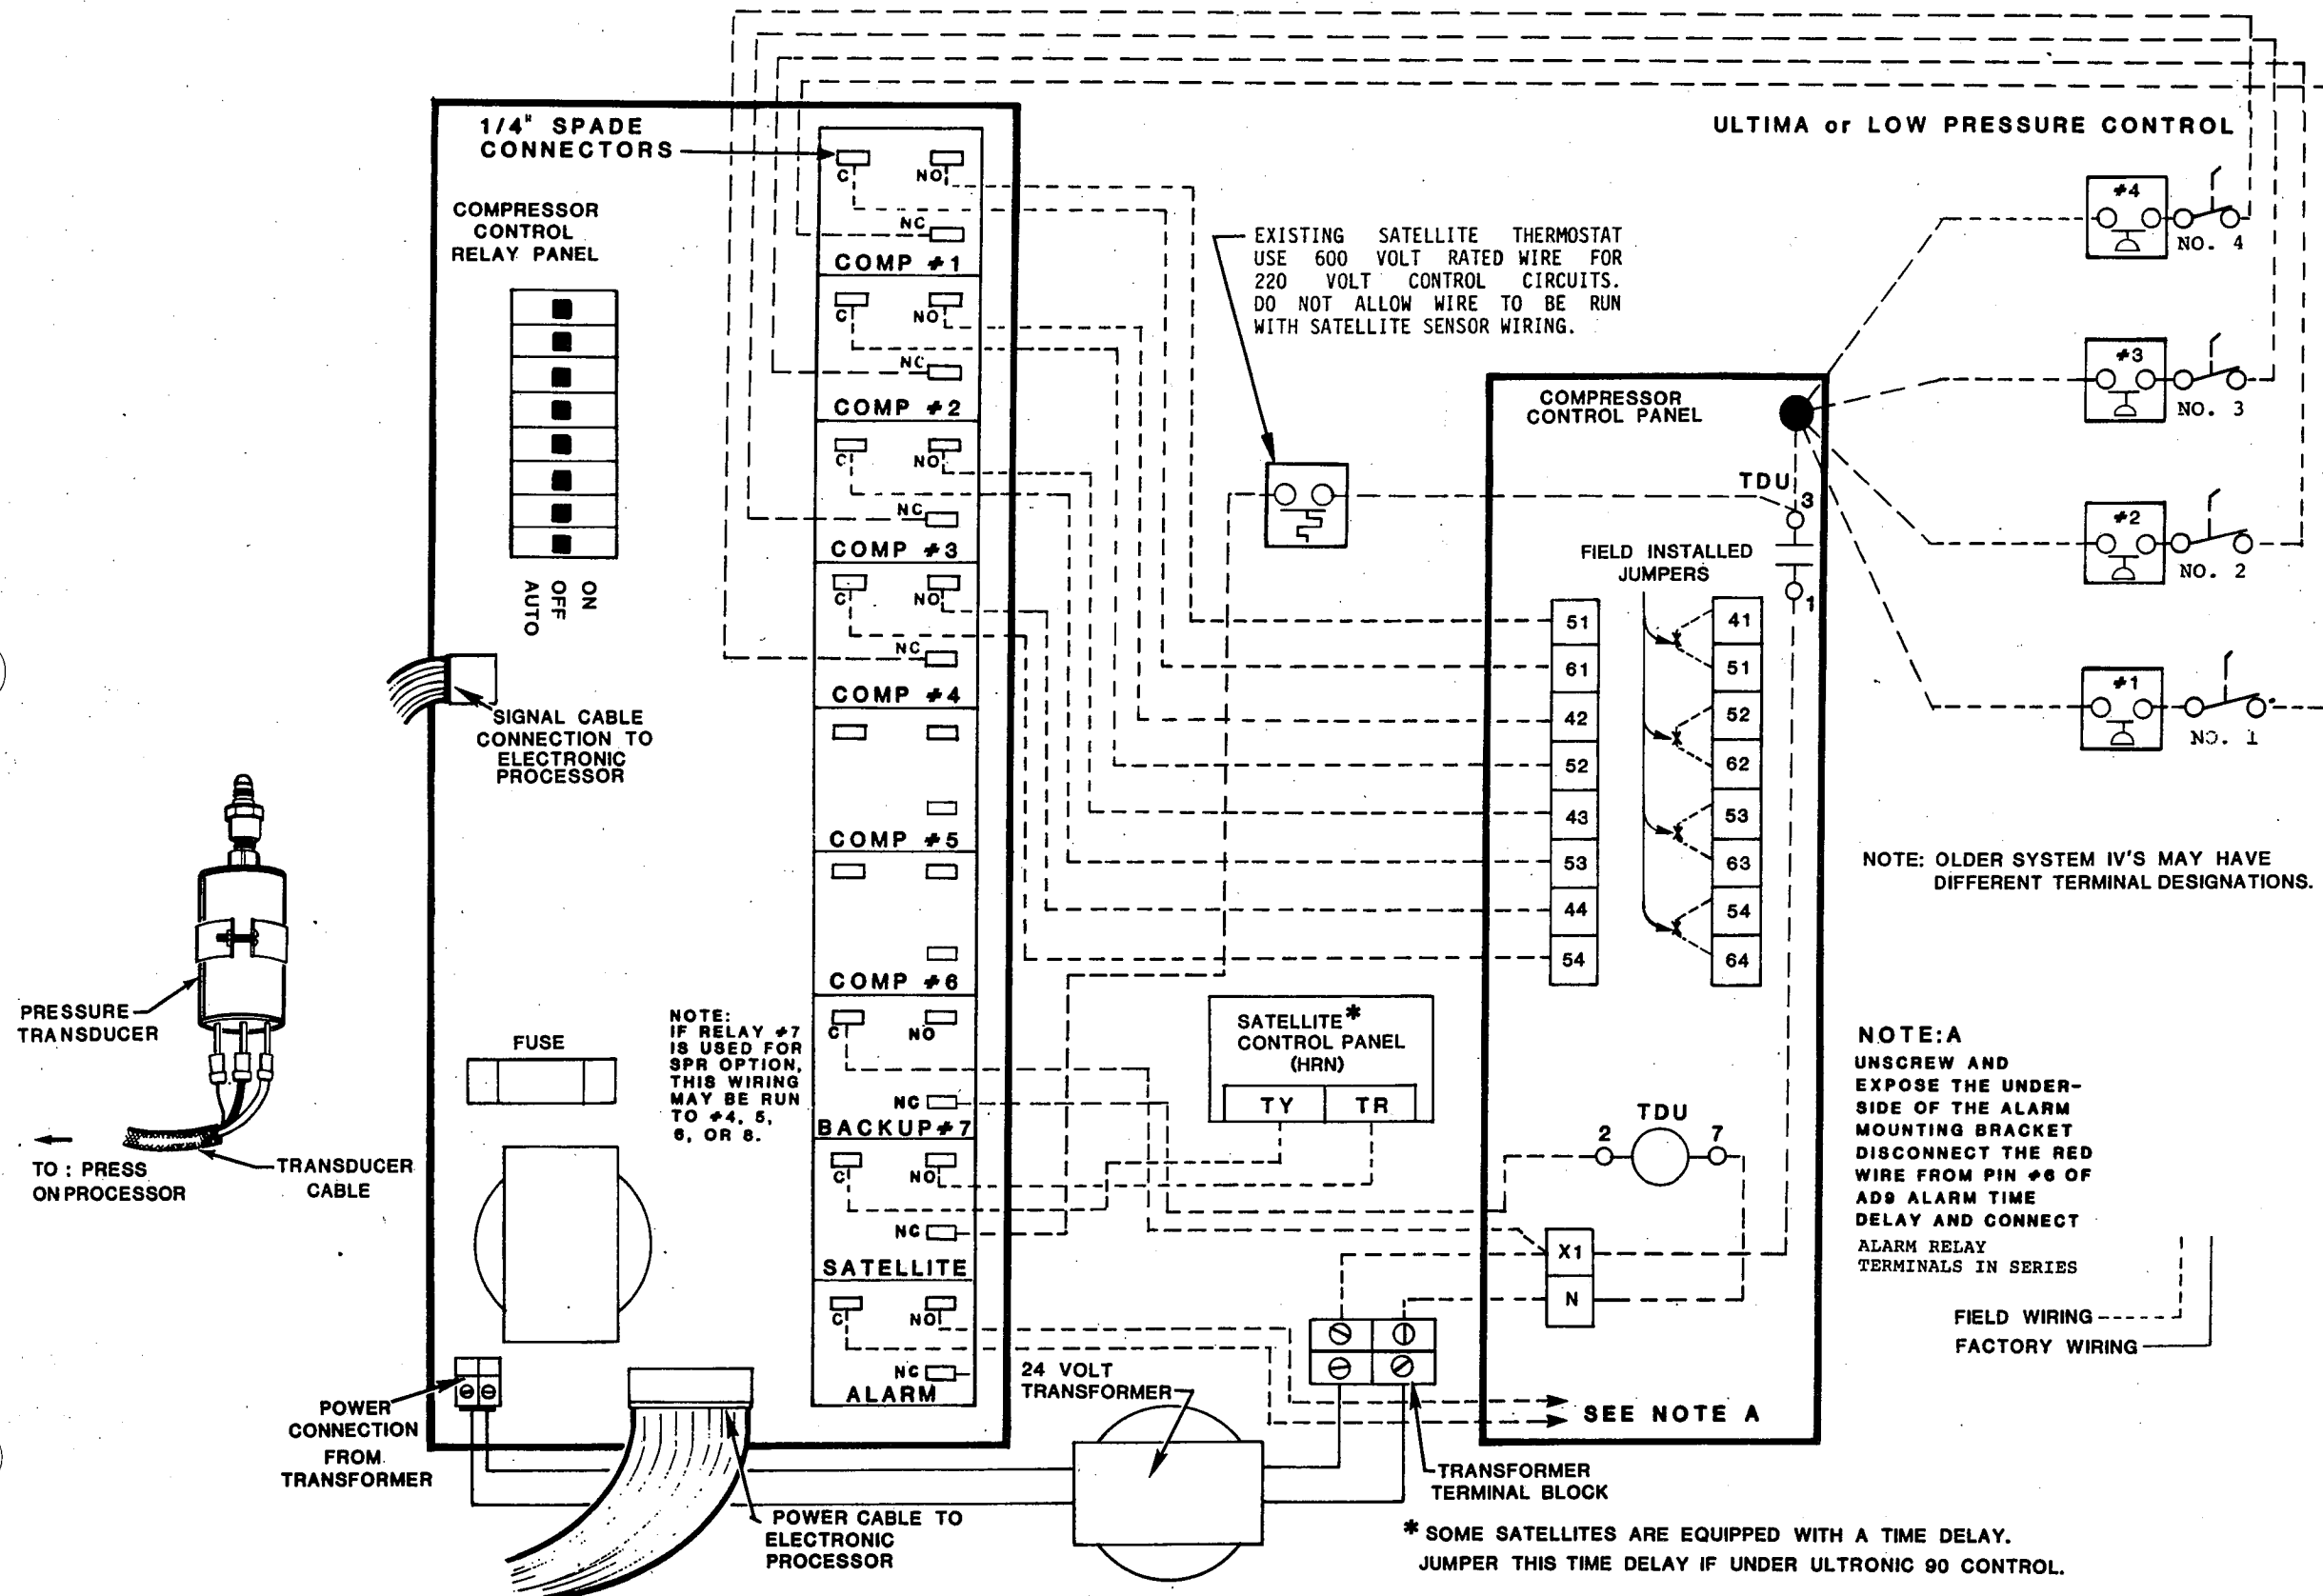 1/4" SPADE
CONNECTORS
COMPRESSOR
CONTROL
RELAY PANEL
AUTO
OFF
ON
SIGNAL CABLE
CONNECTION TO
ELECTRONIC
PROCESSOR
PRESSURE
TRANSDUCER
TO : PRESS
ON PROCESSOR
TRANSDUCER
CABLE
FUSE
NOTE:
IF RELAY #7
IS USED FOR
SPR OPTION,
THIS WIRING
MAY BE RUN
TO #4, 5,
6, OR 8.
POWER
CONNECTION
FROM
TRANSFORMER
POWER CABLE TO
ELECTRONIC
PROCESSOR
C NO
NC
COMP #1
C NO
NC
COMP #2
C NO
NC
COMP #3
C NO
NC
COMP #4
COMP #5
COMP #6
C NO
NC
BACKUP #7
C NO
NC
SATELLITE
C NO
NC
ALARM
24 VOLT
TRANSFORMER
EXISTING SATELLITE THERMOSTAT
USE 600 VOLT RATED WIRE FOR
220 VOLT CONTROL CIRCUITS.
DO NOT ALLOW WIRE TO BE RUN
WITH SATELLITE SENSOR WIRING.
SATELLITE*
CONTROL PANEL
(HRN)
TY TR
COMPRESSOR
CONTROL PANEL
TDU
3
1
FIELD INSTALLED
JUMPERS
51
61
42
52
43
53
44
54
41
51
52
62
53
63
54
64
TDU
2 7
X1
N
SEE NOTE A
TRANSFORMER
TERMINAL BLOCK
ULTIMA or LOW PRESSURE CONTROL
#4
NO. 4
#3
NO. 3
#2
NO. 2
#1
NO. 1
NOTE: OLDER SYSTEM IV'S MAY HAVE
DIFFERENT TERMINAL DESIGNATIONS.
NOTE:A
UNSCREW AND
EXPOSE THE UNDER-
SIDE OF THE ALARM
MOUNTING BRACKET
DISCONNECT THE RED
WIRE FROM PIN #6 OF
AD9 ALARM TIME
DELAY AND CONNECT
ALARM RELAY
TERMINALS IN SERIES
FIELD WIRING
FACTORY WIRING
* SOME SATELLITES ARE EQUIPPED WITH A TIME DELAY.
JUMPER THIS TIME DELAY IF UNDER ULTRONIC 90 CONTROL.